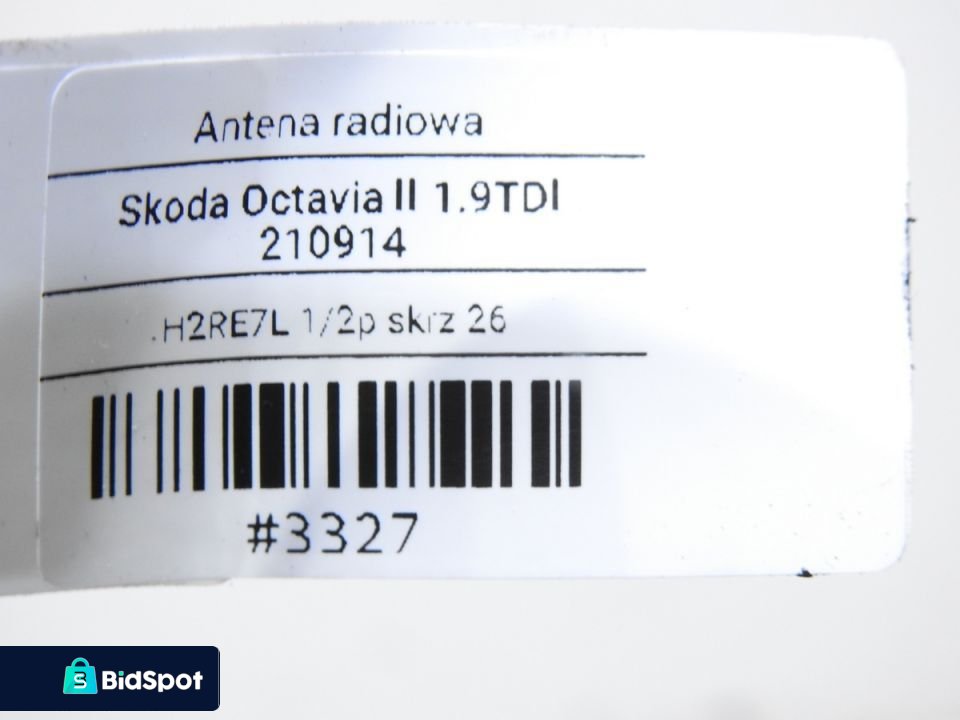 Antena radiowa
Skoda Octavia II 1.9TDI
210914
.H2RE7L 1/2p skrz 26
#3327
BidSpot